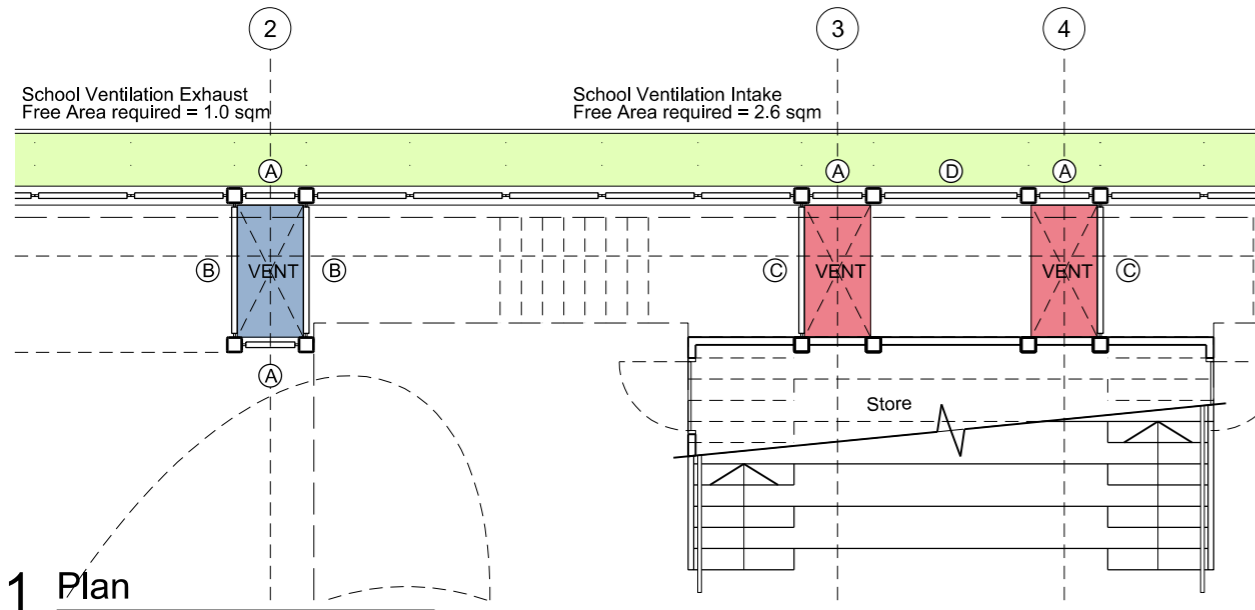 2
3
4
School Ventilation Exhaust
Free Area required = 1.0 sqm
School Ventilation Intake
Free Area required = 2.6 sqm
A
A
D
A
B
VENT
B
C
VENT
VENT
C
A
Store
1 Plan